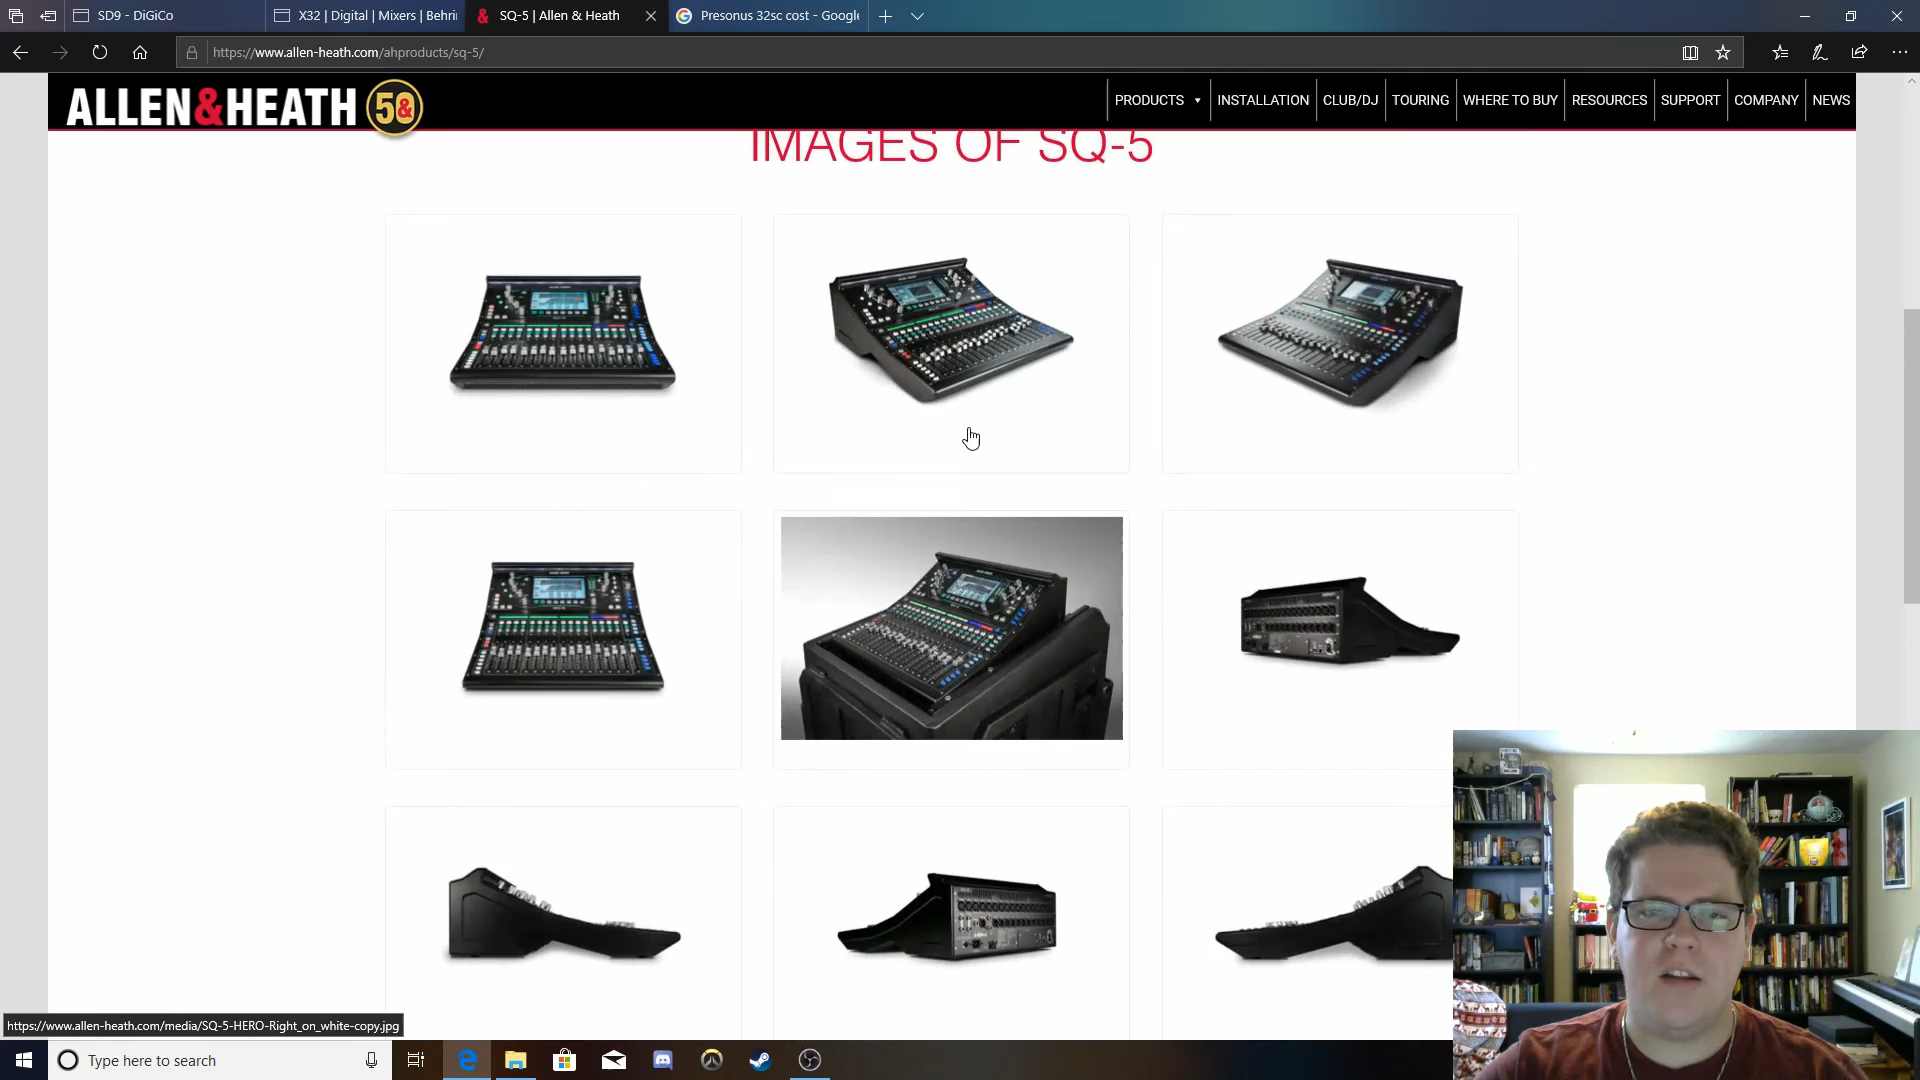 SD9 - DiGiCo
X32 | Digital | Mixers | Behri
SQ-5 | Allen & Heath
Presonus 32sc cost - Google
https://www.allen-heath.com/ahproducts/sq-5/
ALLEN&HEATH 50&
PRODUCTS
INSTALLATION
CLUB/DJ
TOURING
WHERE TO BUY
RESOURCES
SUPPORT
COMPANY
NEWS
IMAGES OF SQ-5
https://www.allen-heath.com/media/SQ-5-HERO-Right_on_white-copy.jpg
Type here to search